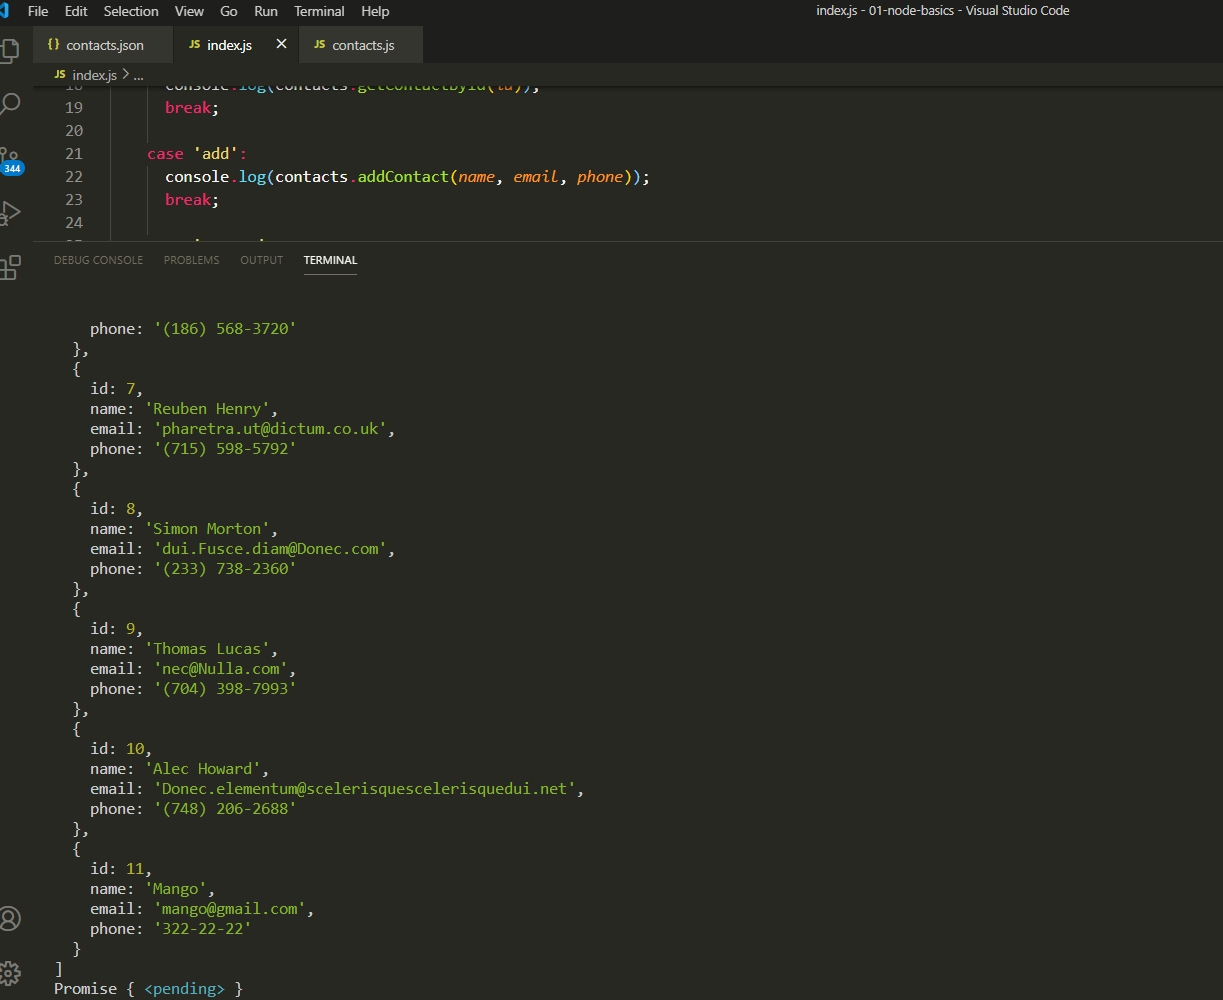 File Edit Selection View Go Run Terminal Help index.js - 01-node-basics - Visual Studio Code
{} contacts.json JS index.js × JS contacts.js
JS index.js > ...
18 console.log(contacts.getContactById(id));
19 break;
20
21 case 'add':
22 console.log(contacts.addContact(name, email, phone));
23 break;
24
344
DEBUG CONSOLE PROBLEMS OUTPUT TERMINAL
phone: '(186) 568-3720'
},
{
id: 7,
name: 'Reuben Henry',
email: 'pharetra.ut@dictum.co.uk',
phone: '(715) 598-5792'
},
{
id: 8,
name: 'Simon Morton',
email: 'dui.Fusce.diam@Donec.com',
phone: '(233) 738-2360'
},
{
id: 9,
name: 'Thomas Lucas',
email: 'nec@Nulla.com',
phone: '(704) 398-7993'
},
{
id: 10,
name: 'Alec Howard',
email: 'Donec.elementum@scelerisquescelerisquedui.net',
phone: '(748) 206-2688'
},
{
id: 11,
name: 'Mango',
email: 'mango@gmail.com',
phone: '322-22-22'
}
]
Promise { <pending> }